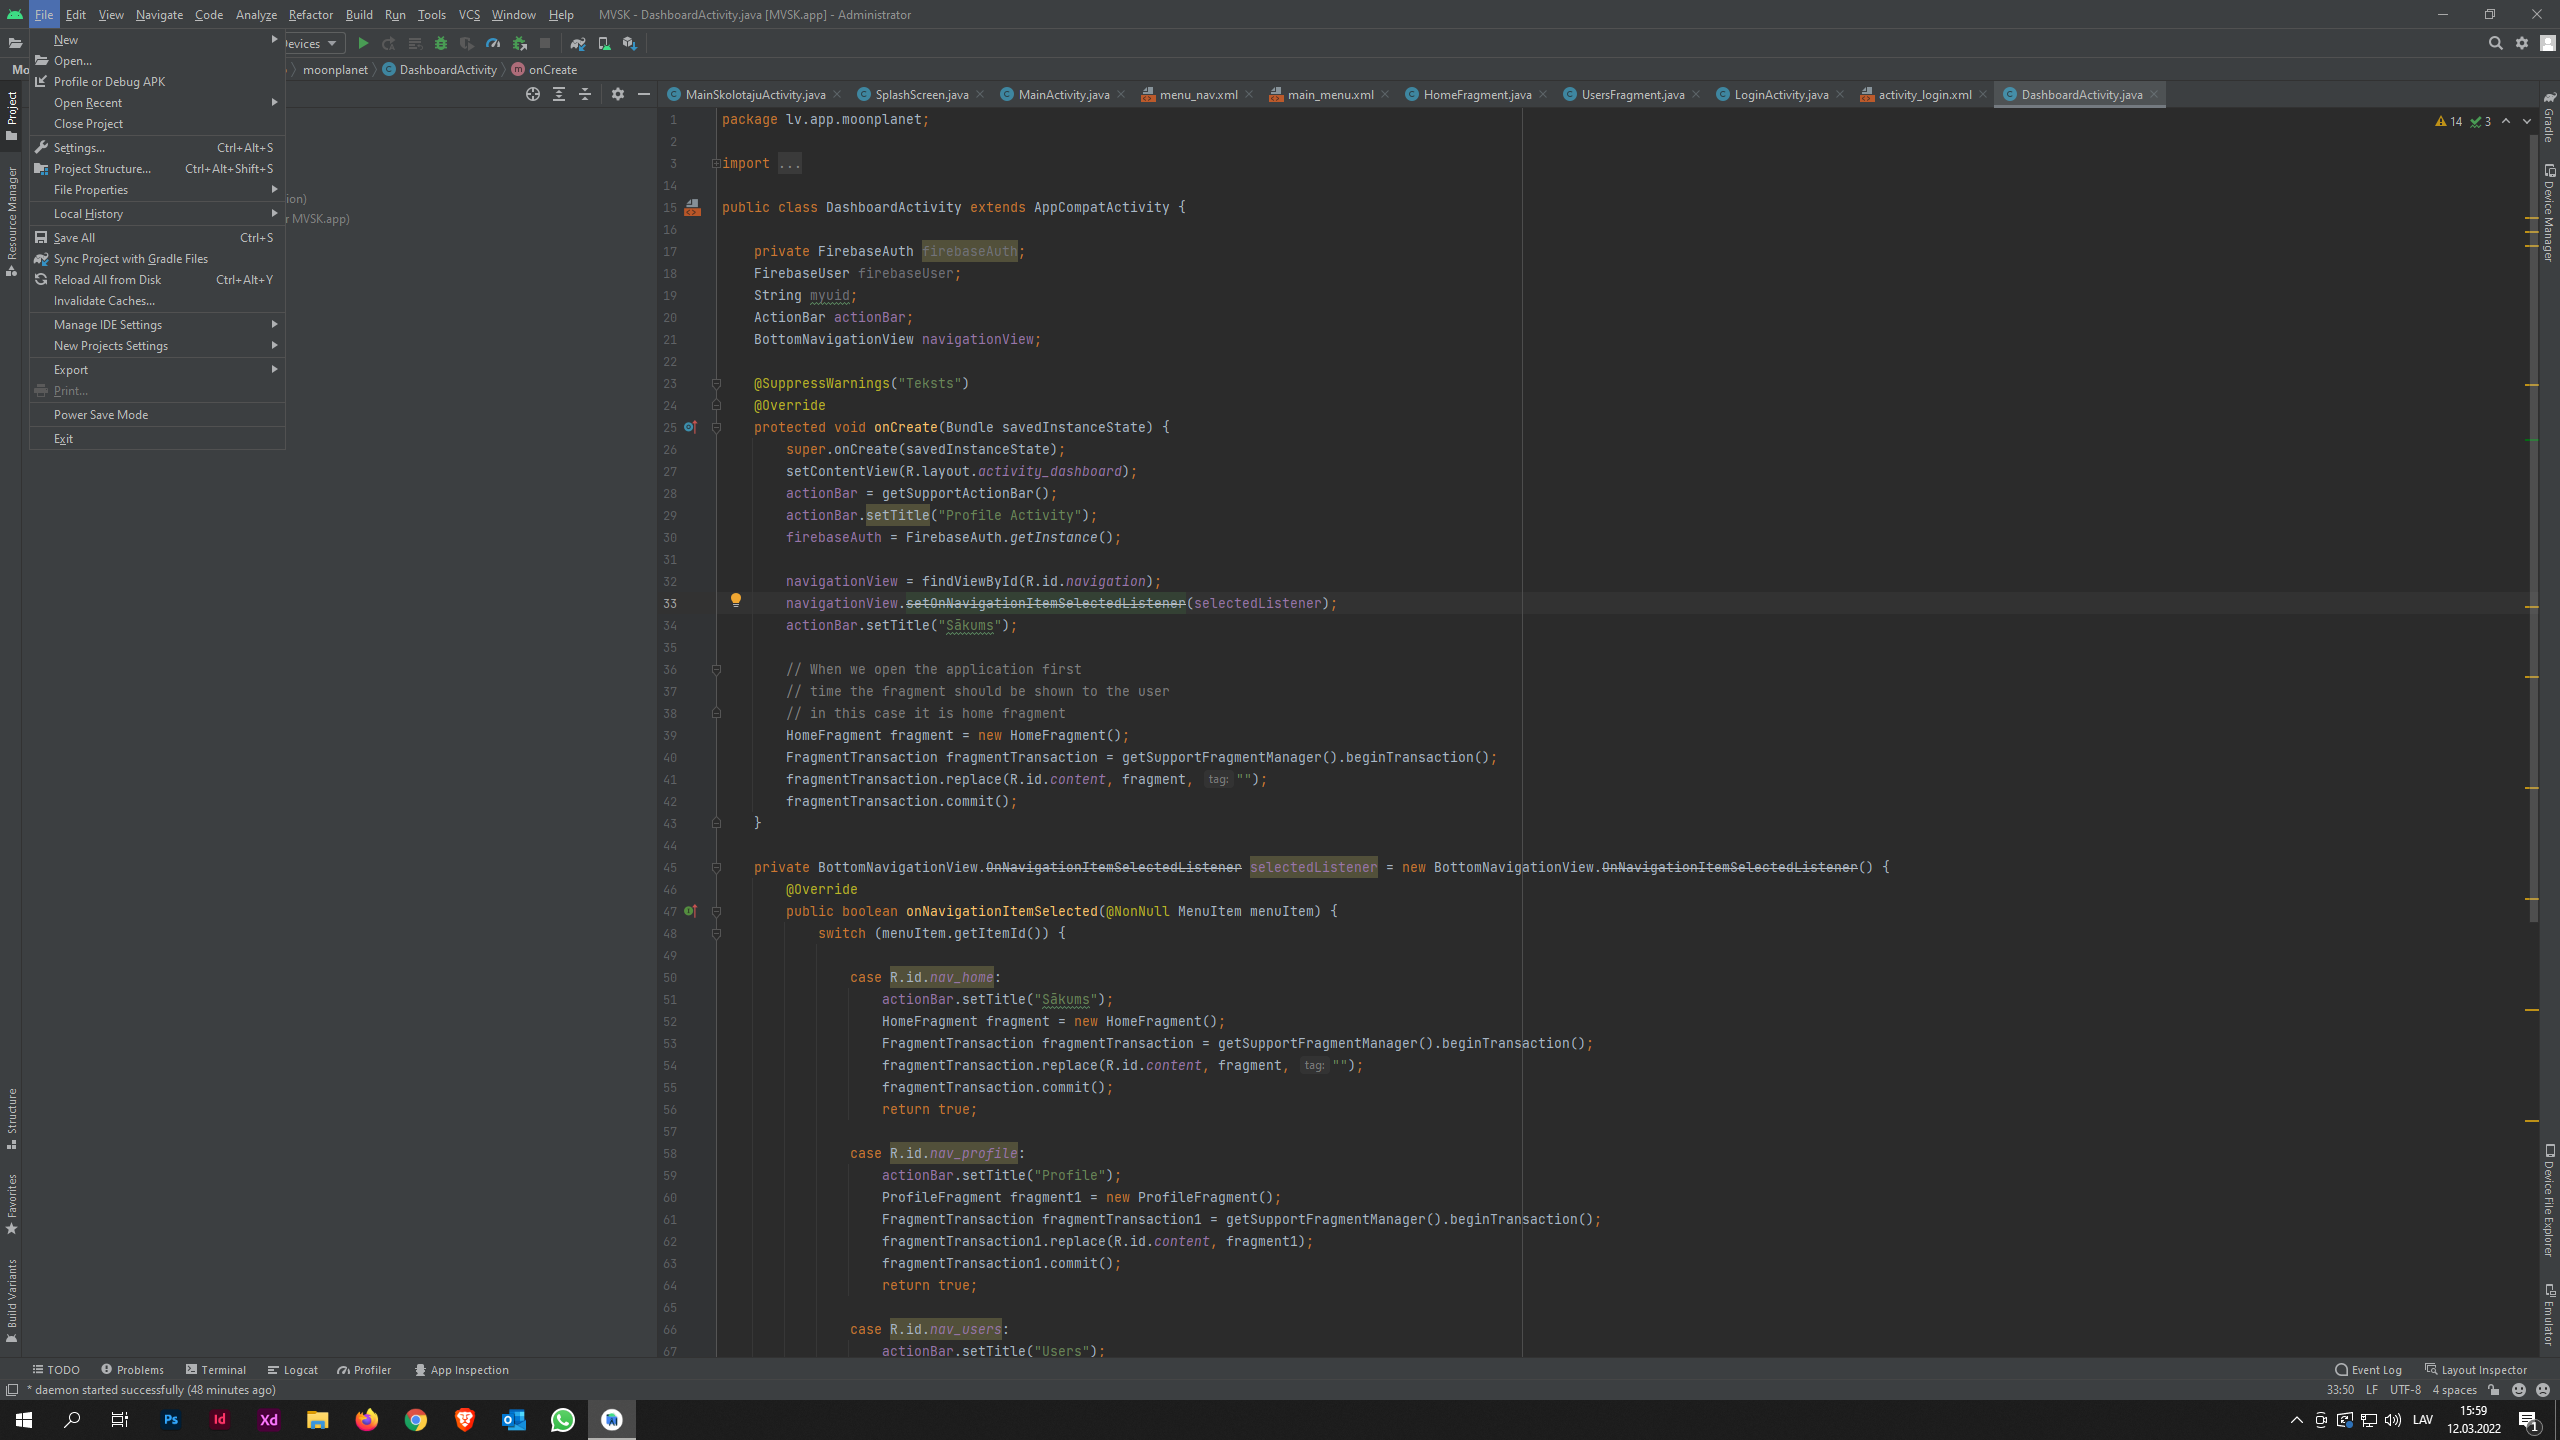 File Edit View Navigate Code Analyze Refactor Build Run Tools VCS Window Help MVSK - DashboardActivity.java [MVSK.app] - Administrator
New
Open...
Profile or Debug APK
Open Recent
Close Project
Settings... Ctrl+Alt+S
Project Structure... Ctrl+Alt+Shift+S
File Properties
Local History
Save All Ctrl+S
Sync Project with Gradle Files
Reload All from Disk Ctrl+Alt+Y
Invalidate Caches...
Manage IDE Settings
New Projects Settings
Export
Print...
Power Save Mode
Exit
evices
Mo
moonplanet DashboardActivity onCreate
ion)
r MVSK.app)
Project
Resource Manager
Structure
Favorites
Build Variants
MainSkolotajuActivity.java SplashScreen.java MainActivity.java menu_nav.xml main_menu.xml HomeFragment.java UsersFragment.java LoginActivity.java activity_login.xml DashboardActivity.java
14 3
1 package lv.app.moonplanet;
2
3 import ...
14
15 public class DashboardActivity extends AppCompatActivity {
16
17 private FirebaseAuth firebaseAuth;
18 FirebaseUser firebaseUser;
19 String myuid;
20 ActionBar actionBar;
21 BottomNavigationView navigationView;
22
23 @SuppressWarnings("Teksts")
24 @Override
25 protected void onCreate(Bundle savedInstanceState) {
26 super.onCreate(savedInstanceState);
27 setContentView(R.layout.activity_dashboard);
28 actionBar = getSupportActionBar();
29 actionBar.setTitle("Profile Activity");
30 firebaseAuth = FirebaseAuth.getInstance();
31
32 navigationView = findViewById(R.id.navigation);
33 navigationView.setOnNavigationItemSelectedListener(selectedListener);
34 actionBar.setTitle("Sākums");
35
36 // When we open the application first
37 // time the fragment should be shown to the user
38 // in this case it is home fragment
39 HomeFragment fragment = new HomeFragment();
40 FragmentTransaction fragmentTransaction = getSupportFragmentManager().beginTransaction();
41 fragmentTransaction.replace(R.id.content, fragment, tag: "");
42 fragmentTransaction.commit();
43 }
44
45 private BottomNavigationView.OnNavigationItemSelectedListener selectedListener = new BottomNavigationView.OnNavigationItemSelectedListener() {
46 @Override
47 public boolean onNavigationItemSelected(@NonNull MenuItem menuItem) {
48 switch (menuItem.getItemId()) {
49
50 case R.id.nav_home:
51 actionBar.setTitle("Sākums");
52 HomeFragment fragment = new HomeFragment();
53 FragmentTransaction fragmentTransaction = getSupportFragmentManager().beginTransaction();
54 fragmentTransaction.replace(R.id.content, fragment, tag: "");
55 fragmentTransaction.commit();
56 return true;
57
58 case R.id.nav_profile:
59 actionBar.setTitle("Profile");
60 ProfileFragment fragment1 = new ProfileFragment();
61 FragmentTransaction fragmentTransaction1 = getSupportFragmentManager().beginTransaction();
62 fragmentTransaction1.replace(R.id.content, fragment1);
63 fragmentTransaction1.commit();
64 return true;
65
66 case R.id.nav_users:
67 actionBar.setTitle("Users");
Gradle
Device Manager
Device File Explorer
Emulator
TODO Problems Terminal Logcat Profiler App Inspection Event Log Layout Inspector
* daemon started successfully (48 minutes ago) 33:50 LF UTF-8 4 spaces
Ps Id Xd LAV 15:59
12.03.2022 1